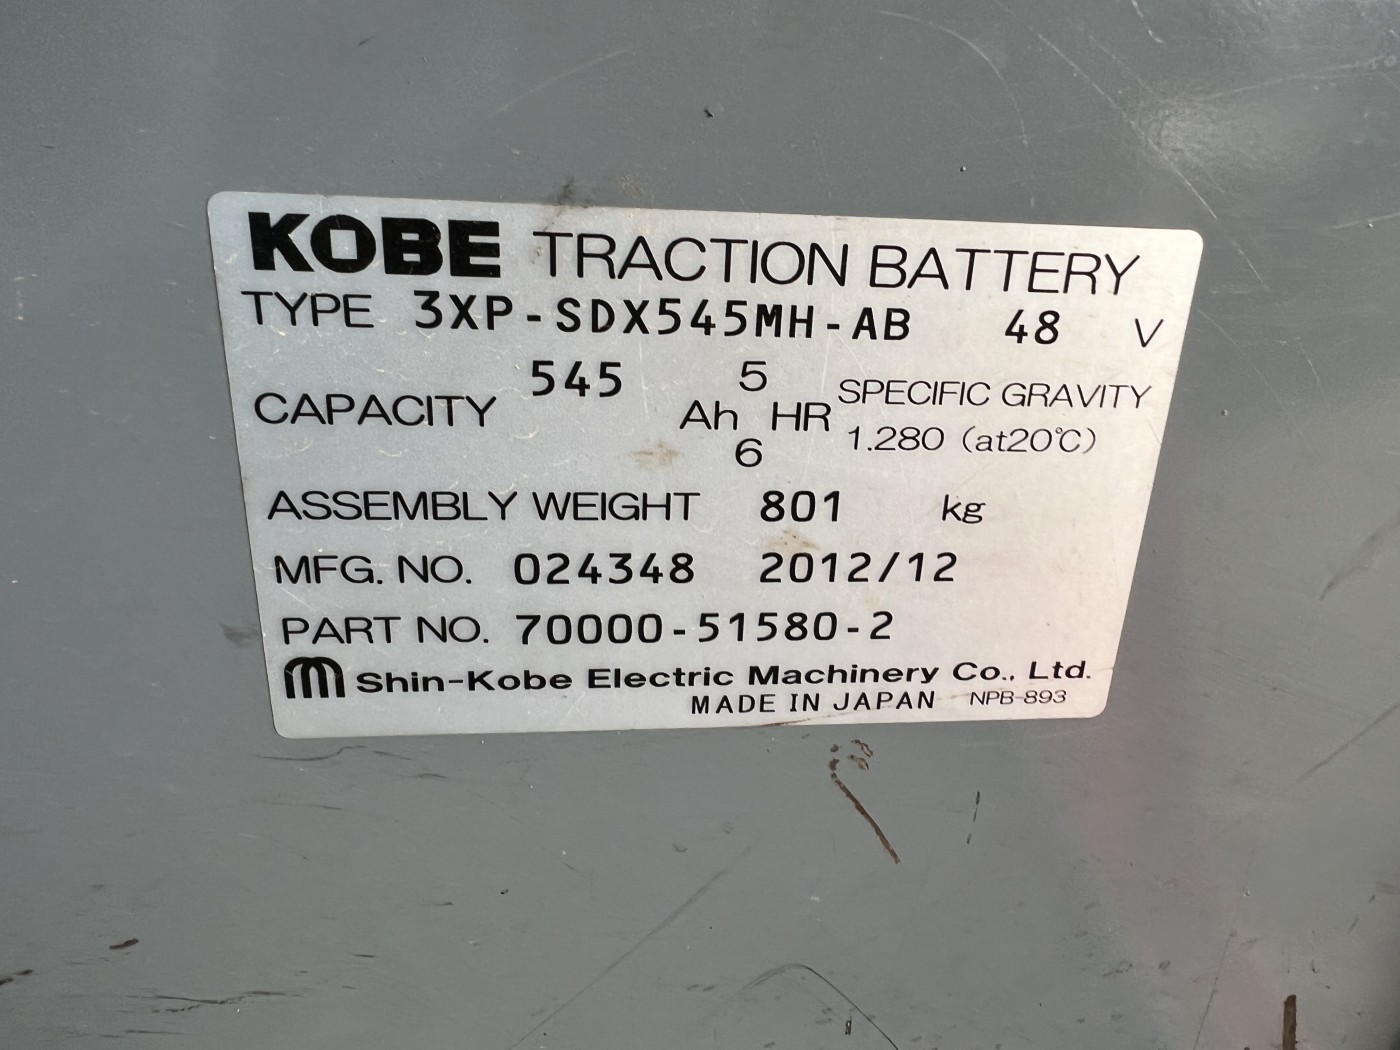 KOBE TRACTION BATTERY
TYPE 3XP-SDX545MH-AB 48 V
CAPACITY 545 Ah 5 HR 6 SPECIFIC GRAVITY
1.280 (at20℃)
ASSEMBLY WEIGHT 801 kg
MFG. NO. 024348 2012/12
PART NO. 70000-51580-2
Shin-Kobe Electric Machinery Co., Ltd.
MADE IN JAPAN NPB-893